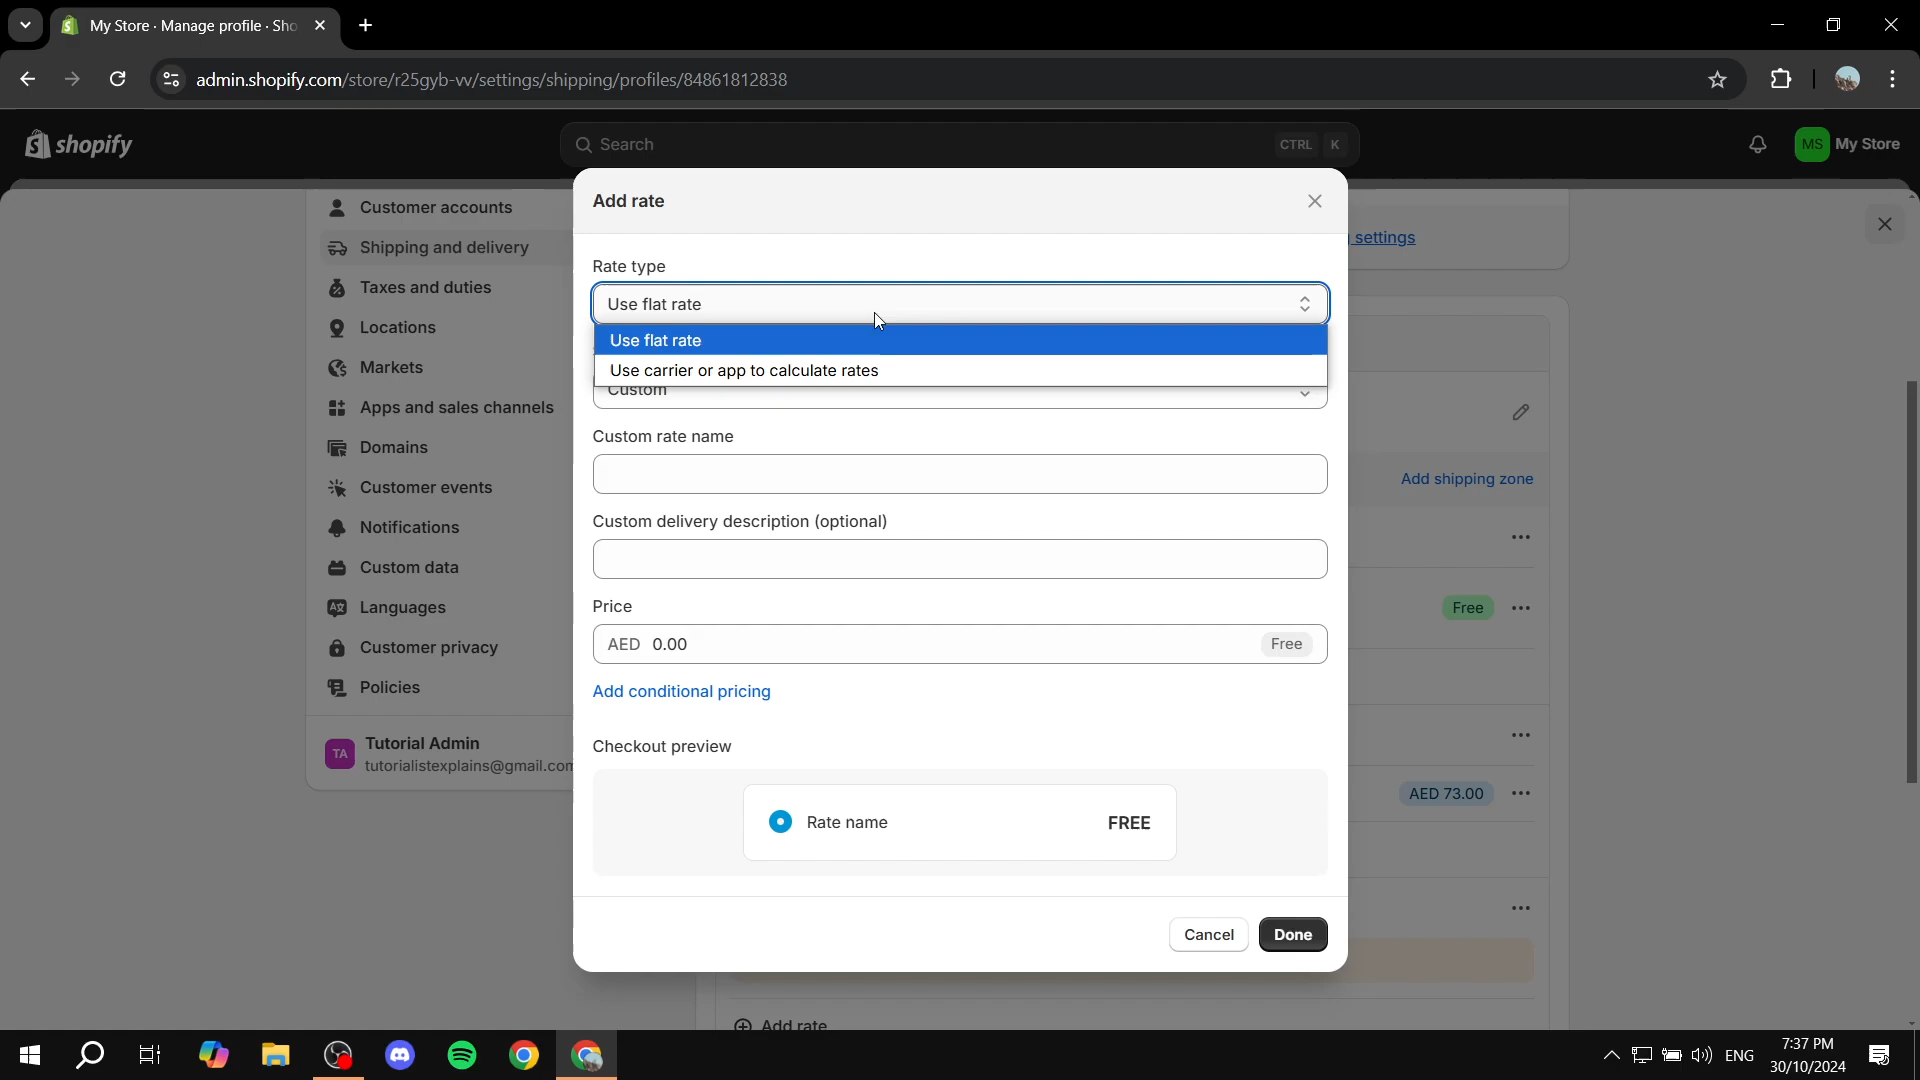 My Store · Manage profile · Sho
admin.shopify.com/store/r25gyb-vv/settings/shipping/profiles/84861812838
shopify
Search
CTRL K
MS My Store
Customer accounts
Shipping and delivery
Taxes and duties
Locations
Markets
Apps and sales channels
Domains
Customer events
Notifications
Custom data
Languages
Customer privacy
Policies
TA
Tutorial Admin
tutorialistexplains@gmail.com
Add rate
Rate type
Use flat rate
Use flat rate
Use carrier or app to calculate rates
Custom
Custom rate name
Custom delivery description (optional)
Price
AED 0.00 Free
Add conditional pricing
Checkout preview
Rate name FREE
Cancel Done
settings
Add shipping zone
Free
AED 73.00
Add rate
ENG
7:37 PM
30/10/2024